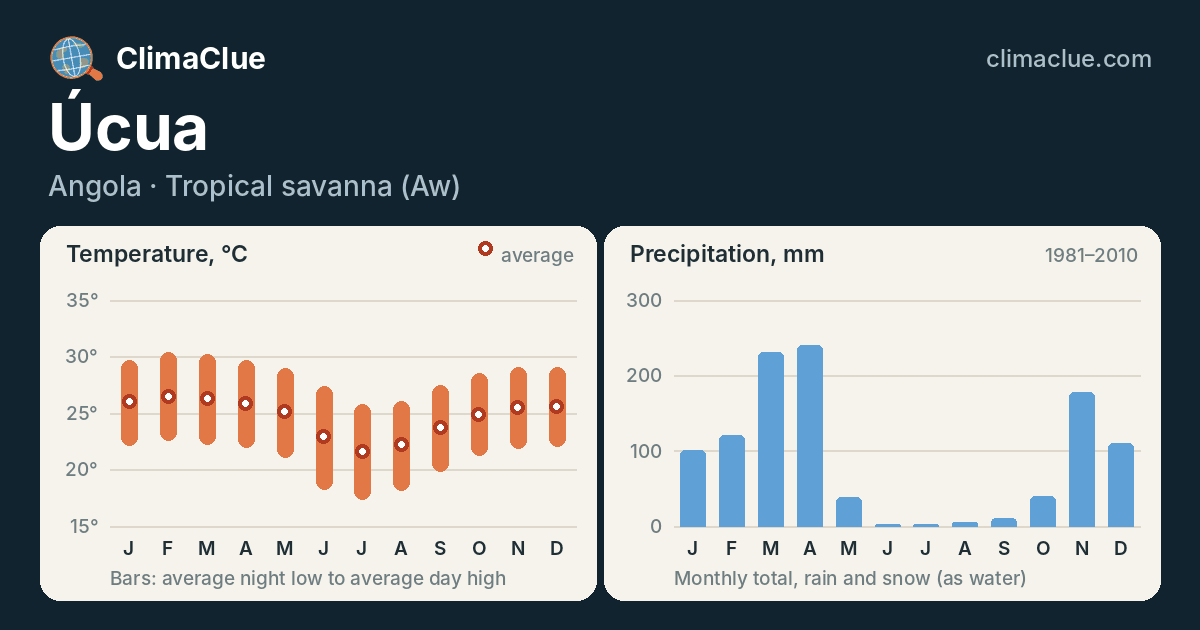 ClimaClue
climaclue.com
Úcua
Angola · Tropical savanna (Aw)
Temperature, °C
average
35°
30°
25°
20°
15°
J F M A M J J A S O N D
Bars: average night low to average day high
Precipitation, mm
1981–2010
300
200
100
0
J F M A M J J A S O N D
Monthly total, rain and snow (as water)